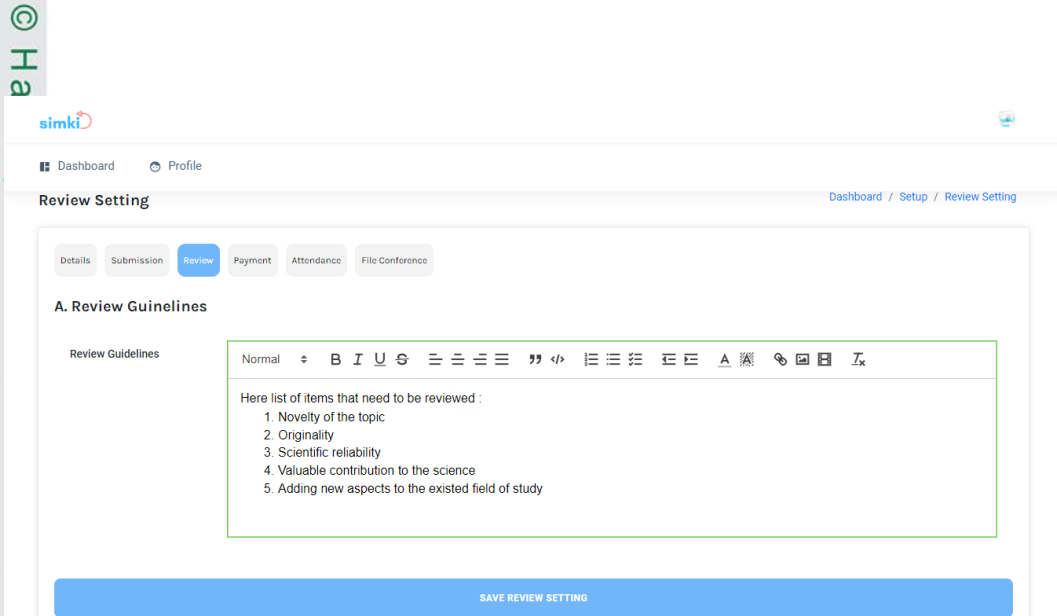 © Ha
simki
Dashboard Profile
Review Setting
Dashboard / Setup / Review Setting
Details Submission Review Payment Attendance File Conference
A. Review Guinelines
Review Guidelines
Normal
Here list of items that need to be reviewed :
1. Novelty of the topic
2. Originality
3. Scientific reliability
4. Valuable contribution to the science
5. Adding new aspects to the existed field of study
SAVE REVIEW SETTING